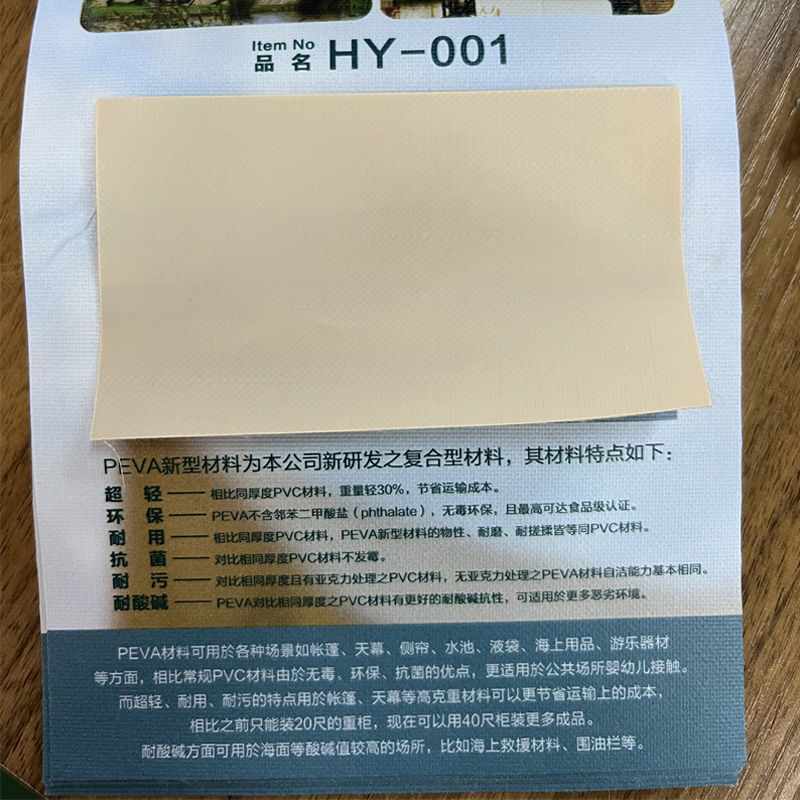 Item No
品名 HY-001
PEVA新型材料为本公司新研发之复合型材料，其材料特点如下：
超轻——相比同厚度PVC材料，重量轻30%，节省运输成本。
环保——PEVA不含邻苯二甲酸盐（phthalate），无毒环保，且最高可达食品级认证。
耐用——相比同厚度PVC材料，PEVA新型材料的物性、耐磨、耐搓揉皆等同PVC材料。
抗菌——对比相同厚度PVC材料不发霉。
耐污——对比相同厚度且有亚克力处理之PVC材料，无亚克力处理之PEVA材料自洁能力基本相同。
耐酸碱——PEVA对比相同厚度之PVC材料有更好的耐酸碱抗性，可适用於更多恶劣环境。
PEVA材料可用於各种场景如帐蓬、天幕、侧帘、水池、液袋、海上用品、游乐器材
等方面，相比常规PVC材料由於无毒、环保、抗菌的优点，更适用於公共场所婴幼儿接触。
而超轻、耐用、耐污的特点用於帐蓬、天幕等高克重材料可以更节省运输上的成本，
相比之前只能装20尺的重柜，现在可以用40尺柜装更多成品。
耐酸碱方面可用於海面等酸碱值较高的场所，比如海上救援材料、围油栏等。